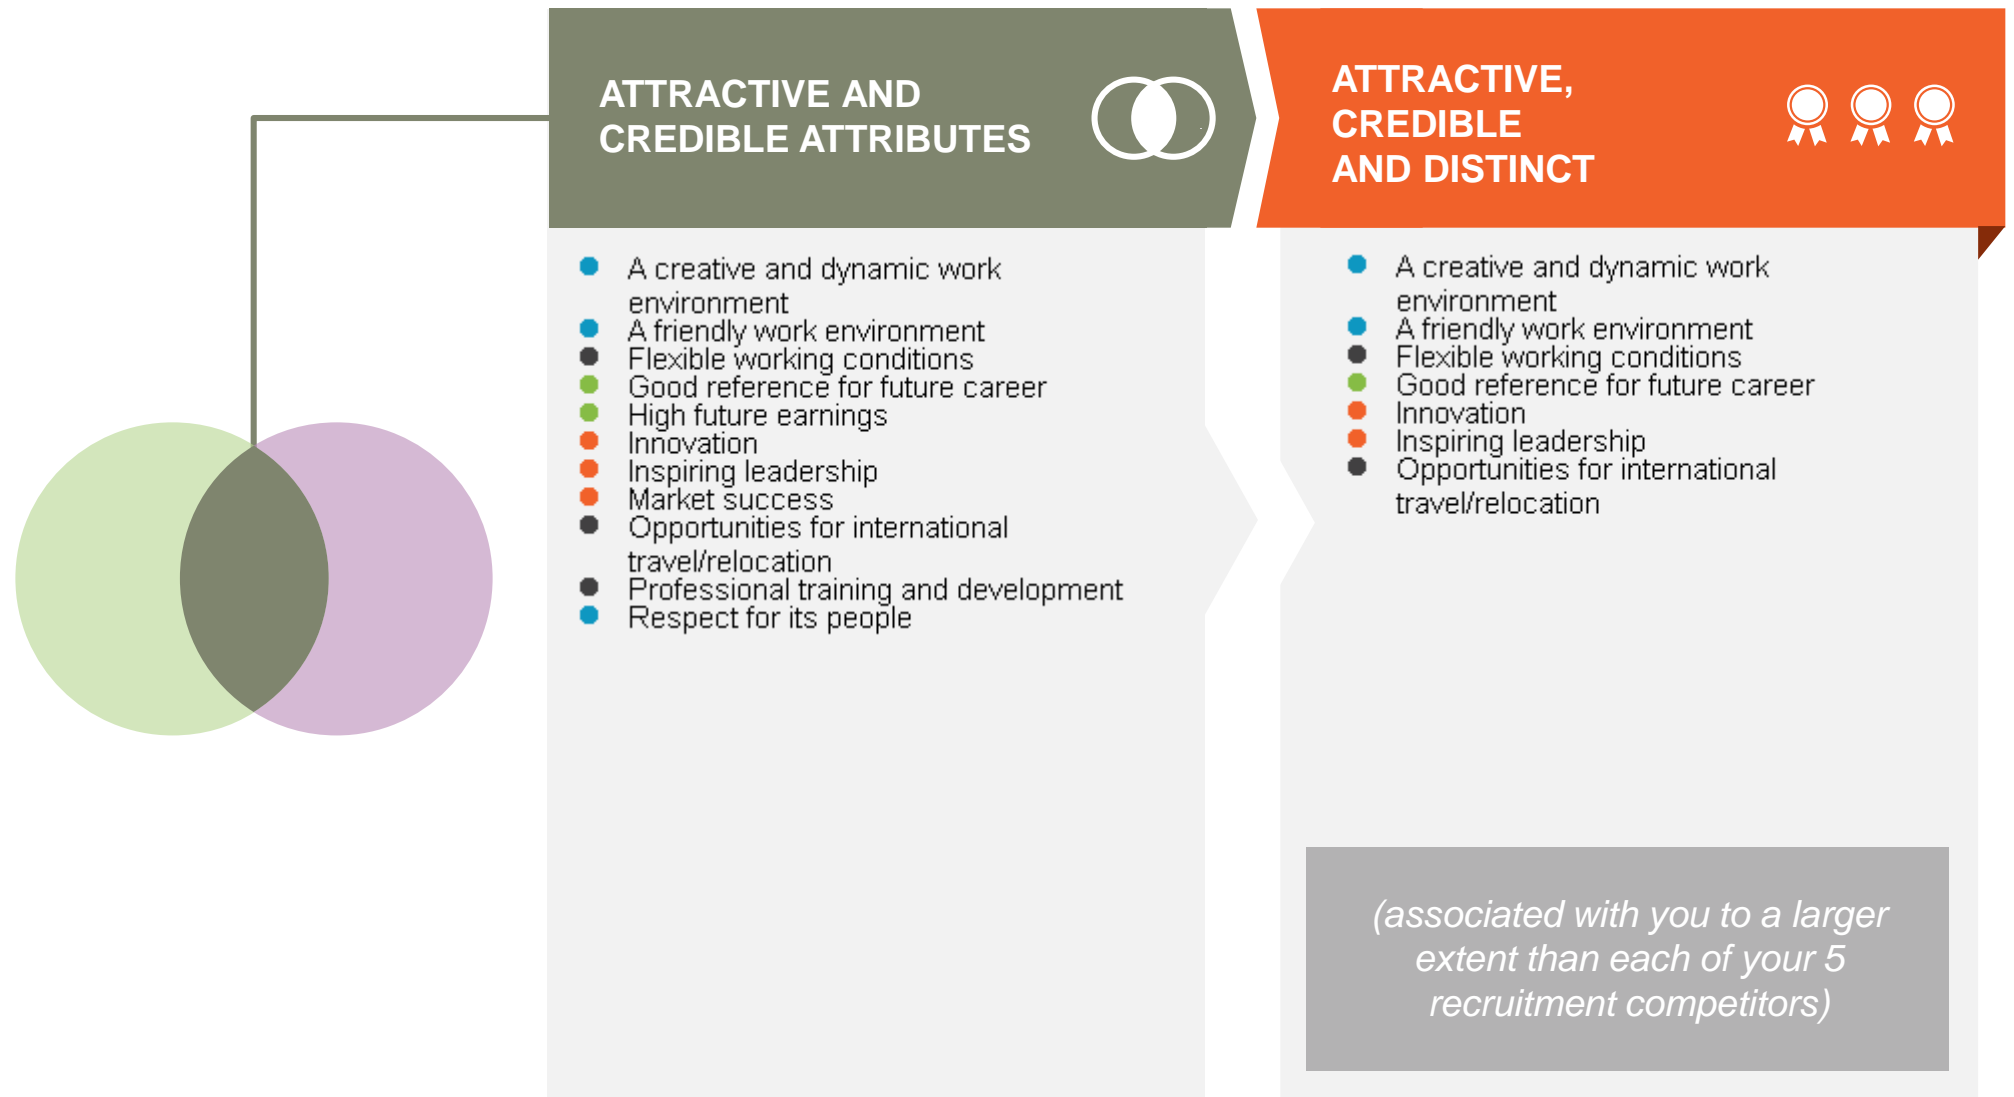 ATTRACTIVE AND
CREDIBLE ATTRIBUTES
A creative and dynamic work
environment
A friendly work environment
Flexible working conditions
Good reference for future career
High future earnings
Innovation
Inspiring leadership
Market success
Opportunities for international
travel/relocation
Professional training and development
Respect for its people
ATTRACTIVE,
CREDIBLE
AND DISTINCT
A creative and dynamic work
environment
A friendly work environment
Flexible working conditions
Good reference for future career
Innovation
Inspiring leadership
Opportunities for international
travel/relocation
(associated with you to a larger
extent than each of your 5
recruitment competitors)